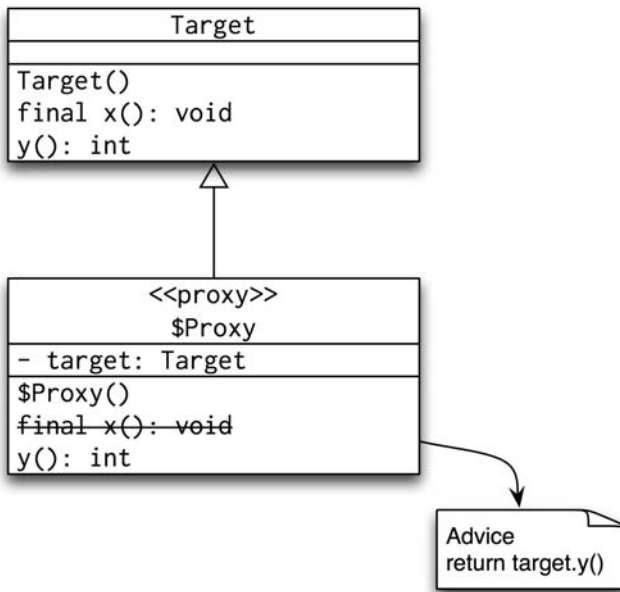 Target
Target()
final x(): void
y(): int
<<proxy>>
$Proxy
- target: Target
$Proxy()
final x(): void
y(): int
Advice
return target.y()